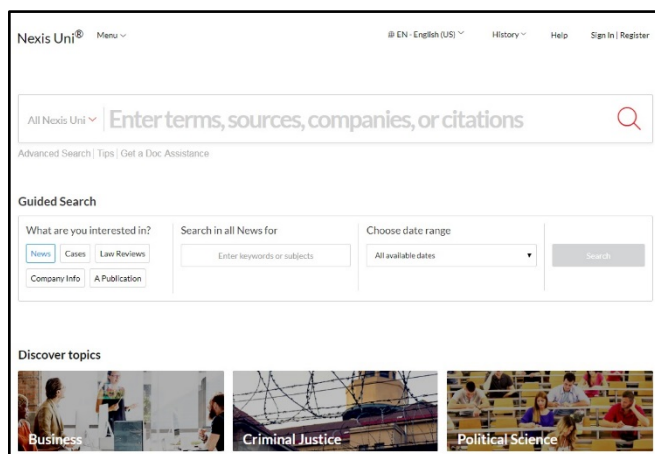 Nexis Uni® Menu EN - English (US) History Help Sign In | Register
All Nexis Uni Enter terms, sources, companies, or citations
Advanced Search | Tips | Get a Doc Assistance
Guided Search
What are you interested in? Search in all News for Choose date range
News Cases Law Reviews Enter keywords or subjects All available dates Search
Company Info A Publication
Discover topics
Business Criminal Justice Political Science